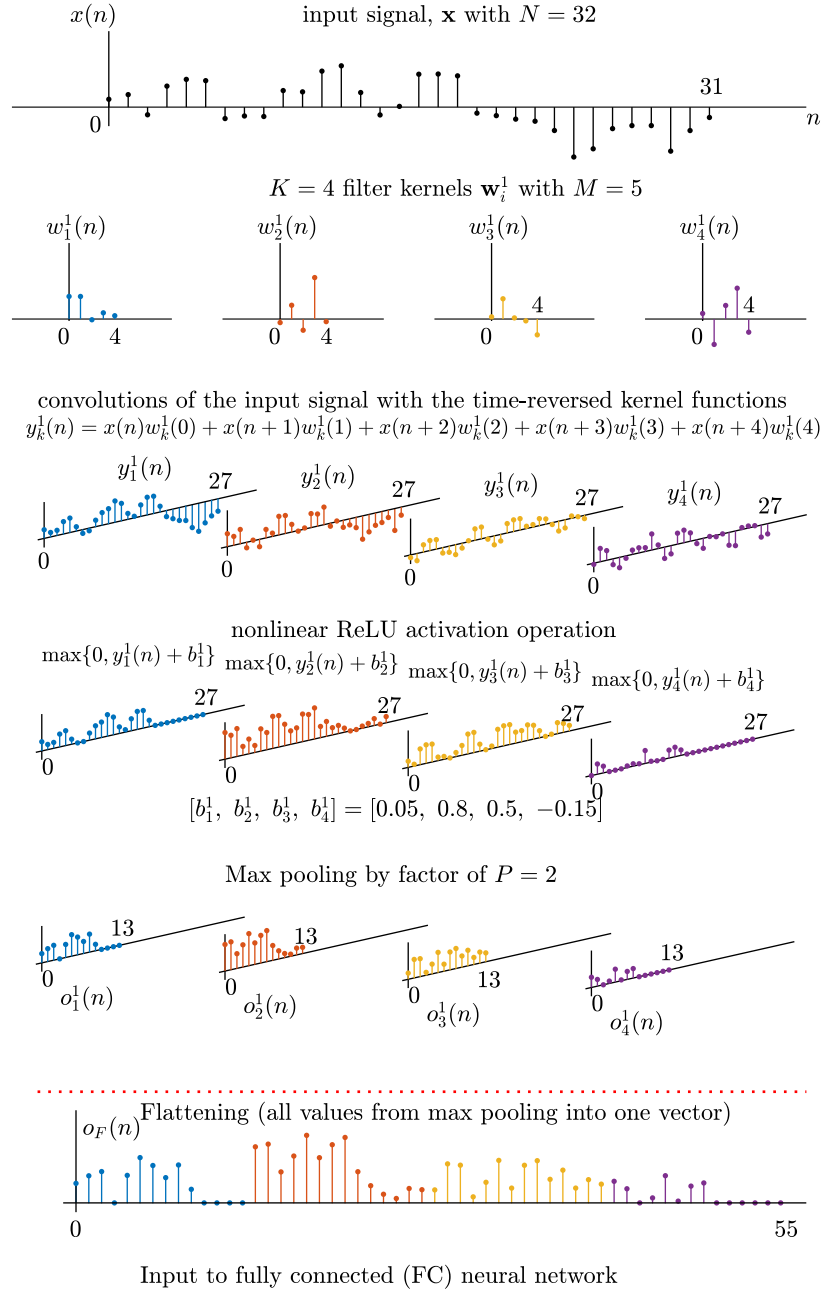 x(n)
input signal, x with N = 32
31
0
n
K = 4 filter kernels w_i^1 with M = 5
w_1^1(n) w_2^1(n) w_3^1(n) w_4^1(n)
4 4
0 4 0 4 0 0
convolutions of the input signal with the time-reversed kernel functions
y_k^1(n) = x(n)w_k^1(0) + x(n + 1)w_k^1(1) + x(n + 2)w_k^1(2) + x(n + 3)w_k^1(3) + x(n + 4)w_k^1(4)
y_1^1(n) y_2^1(n) y_3^1(n) y_4^1(n)
27 27 27 27
0 0 0 0
nonlinear ReLU activation operation
max{0, y_1^1(n) + b_1^1} max{0, y_2^1(n) + b_2^1} max{0, y_3^1(n) + b_3^1} max{0, y_4^1(n) + b_4^1}
27 27 27 27
0 0 0 0
[b_1^1, b_2^1, b_3^1, b_4^1] = [0.05, 0.8, 0.5, −0.15]
Max pooling by factor of P = 2
13 13 13 13
0 0 0 0
o_1^1(n) o_2^1(n) o_3^1(n) o_4^1(n)
Flattening (all values from max pooling into one vector)
o_F(n)
0 55
Input to fully connected (FC) neural network